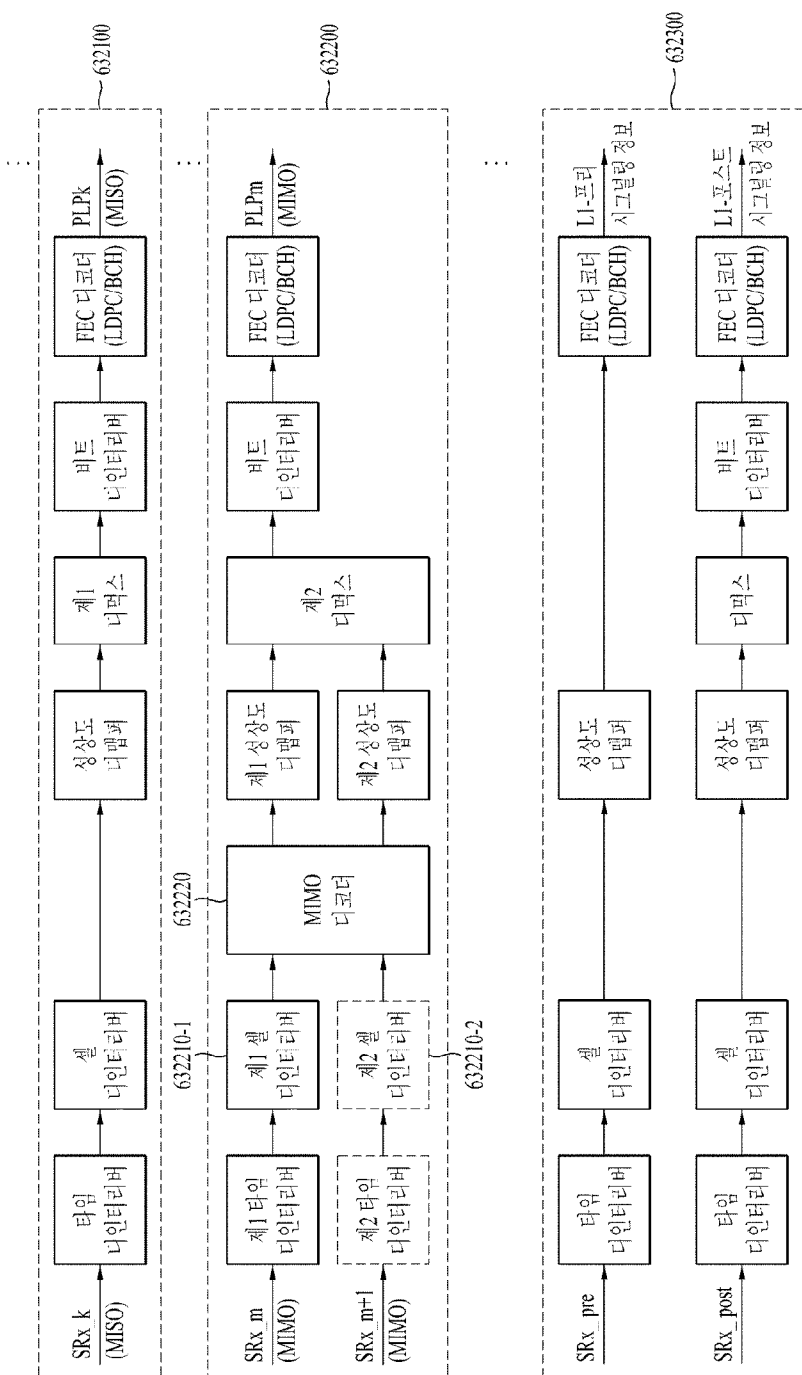 632100
SRx_k
(MISO)
타임
디인터리버
셀
디인터리버
성상도
디맵퍼
제1
디먹스
비트
디인터리버
FEC 디코더
(LDPC/BCH)
PLPk
(MISO)
⋮
632200
SRx_m
(MIMO)
제1 타임
디인터리버
632210-1
제1 셀
디인터리버
SRx_m+1
(MIMO)
제2 타임
디인터리버
제2 셀
디인터리버
632210-2
632220
MIMO
디코더
제1 성상도
디맵퍼
제2 성상도
디맵퍼
제2
디먹스
비트
디인터리버
FEC 디코더
(LDPC/BCH)
PLPm
(MIMO)
⋮
⋮
632300
SRx_pre
타임
디인터리버
셀
디인터리버
성상도
디맵퍼
FEC 디코더
(LDPC/BCH)
L1-프리
시그널링 정보
SRx_post
타임
디인터리버
셀
디인터리버
성상도
디맵퍼
디먹스
비트
디인터리버
FEC 디코더
(LDPC/BCH)
L1-포스트
시그널링 정보